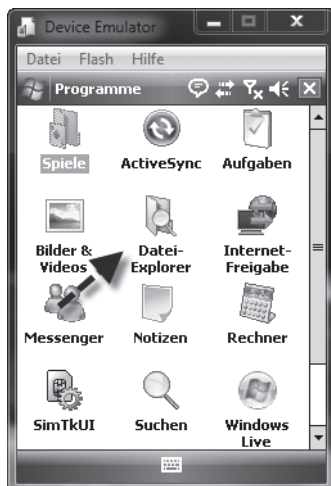 Device Emulator
Datei Flash Hilfe
Programme
Spiele ActiveSync Aufgaben
Bilder & Videos Datei-Explorer Internet-Freigabe
Messenger Notizen Rechner
SimTkUI Suchen Windows Live